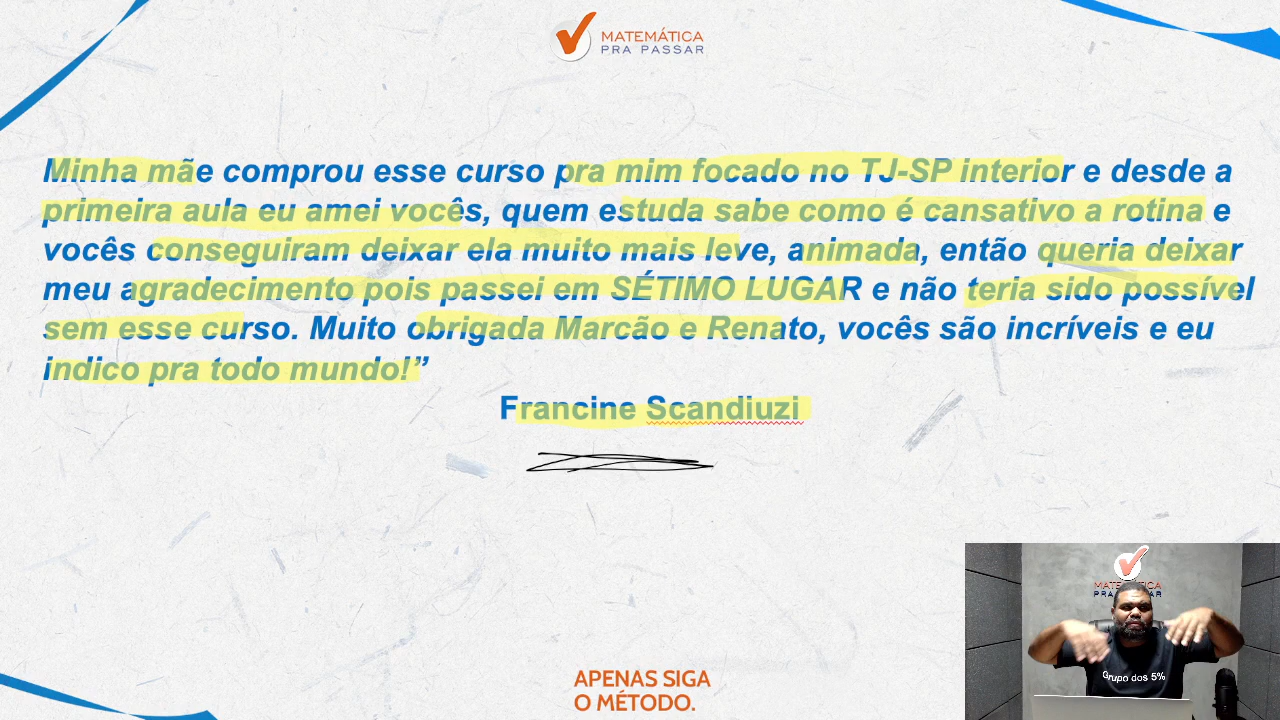 MATEMÁTICA
PRA PASSAR
Minha mãe comprou esse curso pra mim focado no TJ-SP interior e desde a
primeira aula eu amei vocês, quem estuda sabe como é cansativo a rotina e
vocês conseguiram deixar ela muito mais leve, animada, então queria deixar
meu agradecimento pois passei em SÉTIMO LUGAR e não teria sido possível
sem esse curso. Muito obrigada Marcão e Renato, vocês são incríveis e eu
indico pra todo mundo!”
Francine Scandiuzi
MATEMÁTICA
PRA PASSAR
Grupo dos 5%
APENAS SIGA
O MÉTODO.